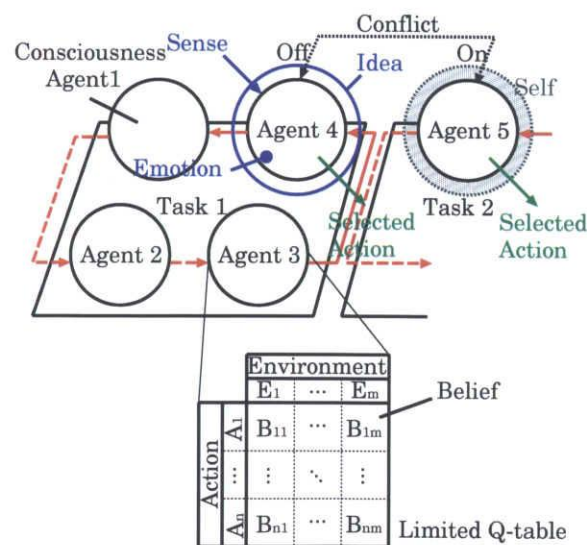 Conflict
Sense
Off
On
Consciousness
Agent1
Idea
Self
Agent 4
Agent 5
Emotion
Task 1
Selected
Action
Task 2
Selected
Action
Agent 2
Agent 3
Environment
E1 ... Em
Belief
Action
A1 B11 ... B1m
⋮ ⋮ ⋱ ⋮
An Bn1 ... Bnm
Limited Q-table